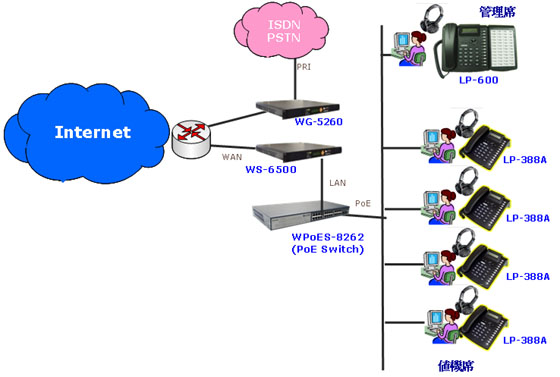 ISDN
PSTN
管理席
PRI
LP-600
Internet
WG-5260
WAN
WS-6500
LP-388A
LAN
PoE
LP-388A
WPoES-8262
(PoE Switch)
LP-388A
LP-388A
値機席